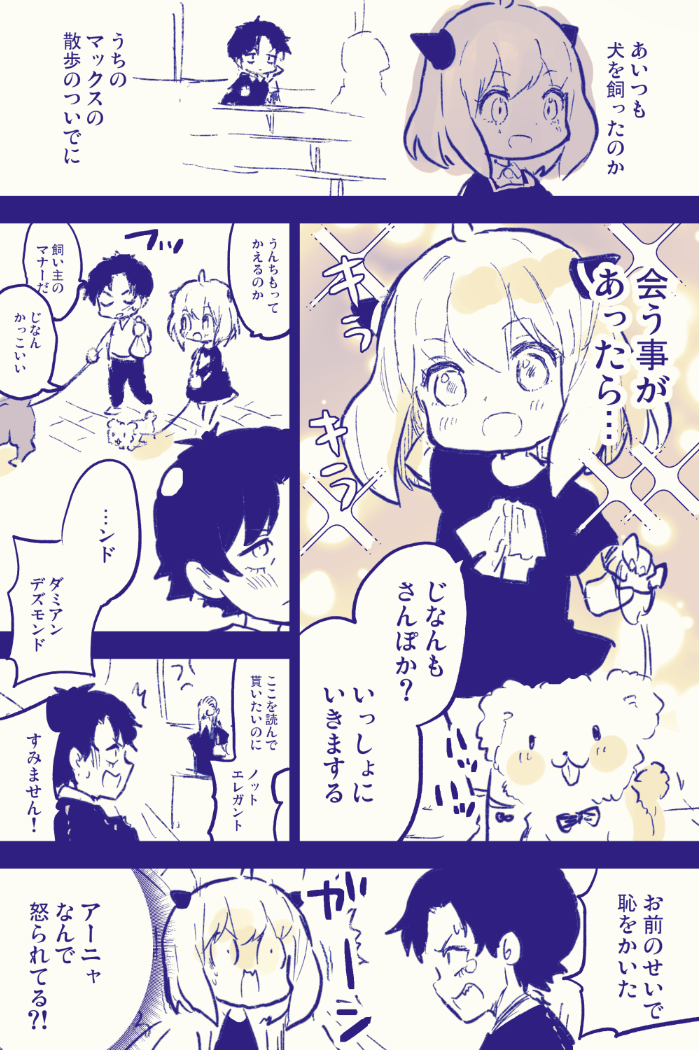 あいつも
犬を飼ったのか
うちの
マックスの
散歩のついでに
会う事が
あったら…
キラ
キラ
じなんも
さんぽか?
いっしょに
いきまする
うんちもって
かえるのか
フッ
飼い主の
マナーだ
じなん
かっこいい
…ンド
ダミアン
デズモンド
ここを読んで
貰いたいのに
ノット
エレガント
すみません!
お前のせいで
恥をかいた
ガーン
アーニャ
なんで
怒られてる?!